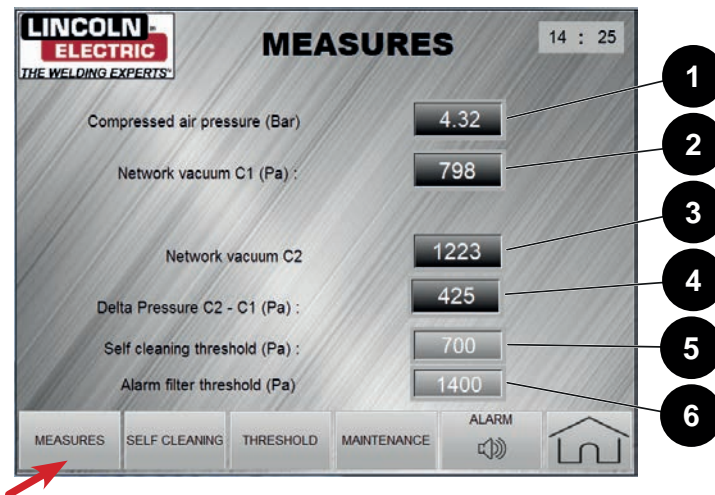 LINCOLN
ELECTRIC
THE WELDING EXPERTS®
MEASURES
14 : 25
Compressed air pressure (Bar) 4.32
1
Network vacuum C1 (Pa) : 798
2
Network vacuum C2 1223
3
Delta Pressure C2 - C1 (Pa) : 425
4
Self cleaning threshold (Pa) : 700
5
Alarm filter threshold (Pa) 1400
6
MEASURES SELF CLEANING THRESHOLD MAINTENANCE ALARM